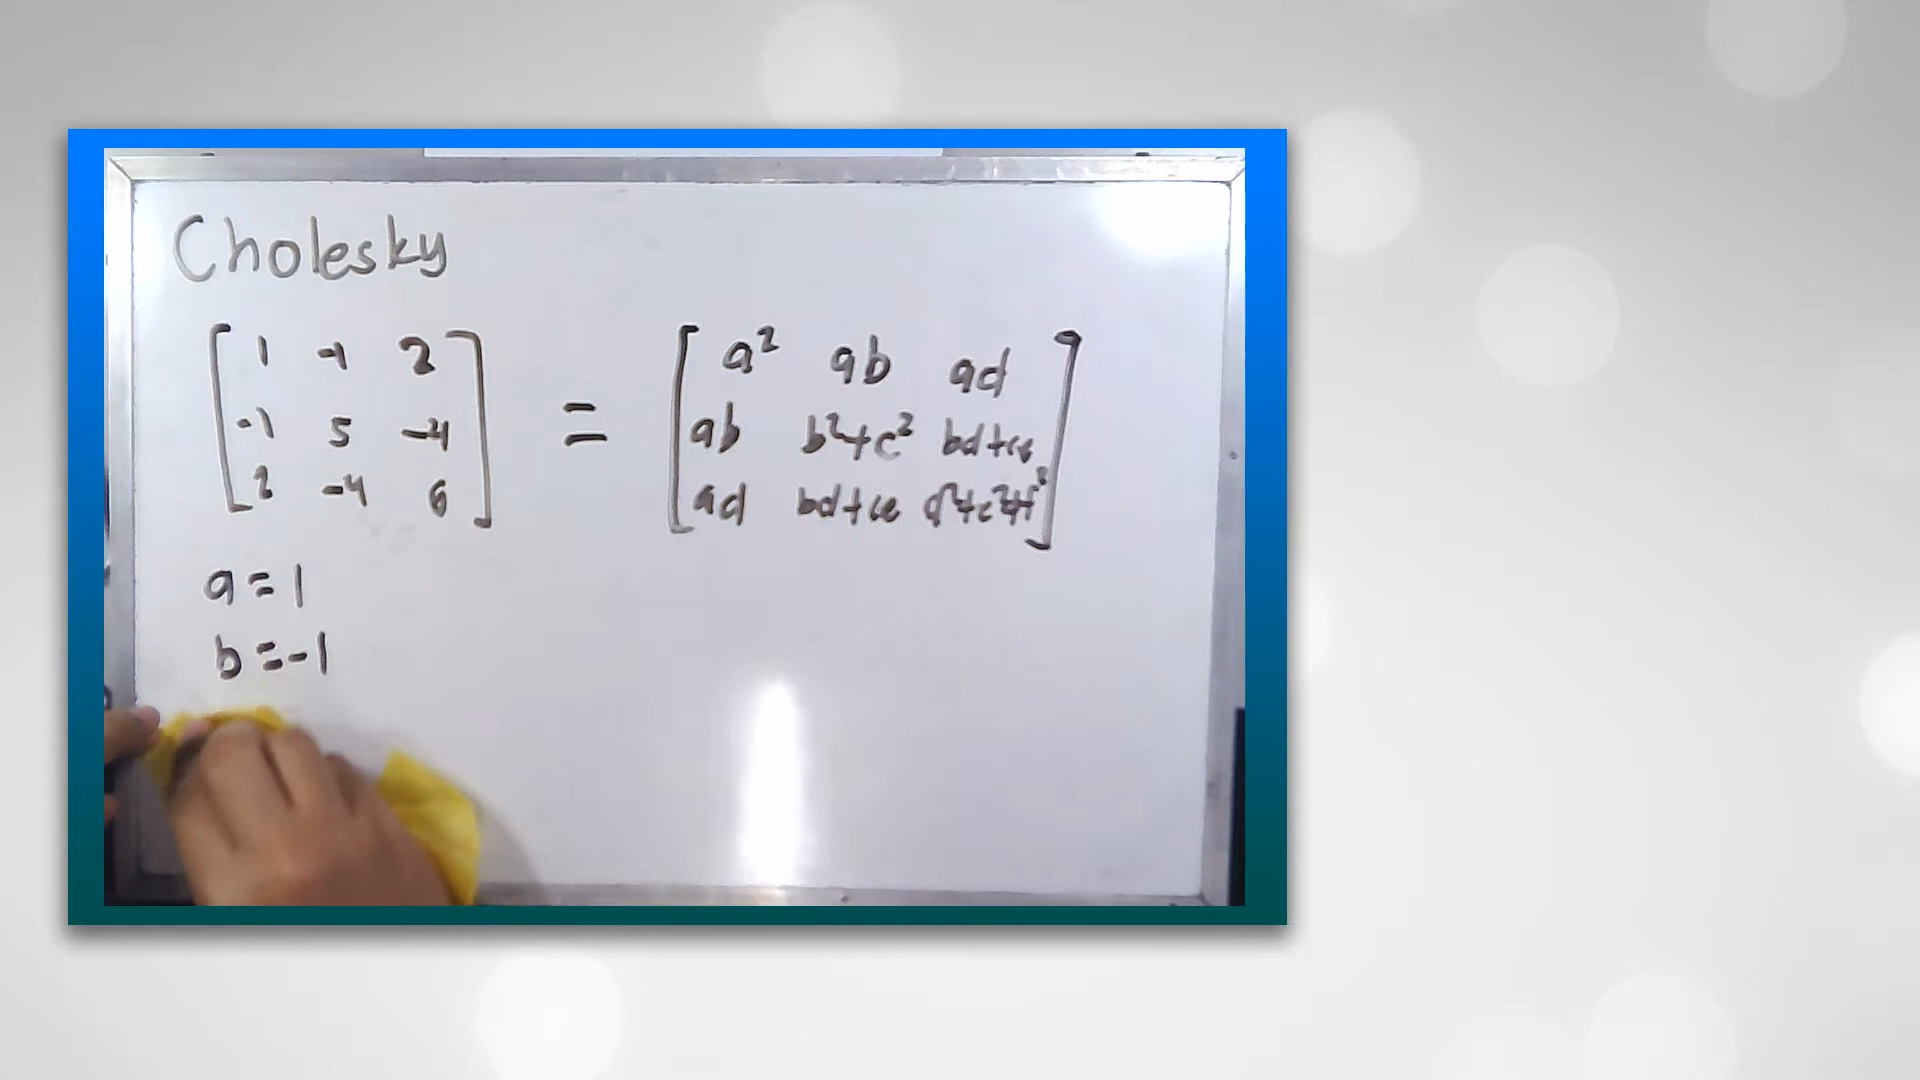 Cholesky
1 -1 2 a² ab ad
-1 5 -4 = ab b²+c² bd+ce
2 -4 6 ad bd+ce d²+e²+f²
a=1
b=-1